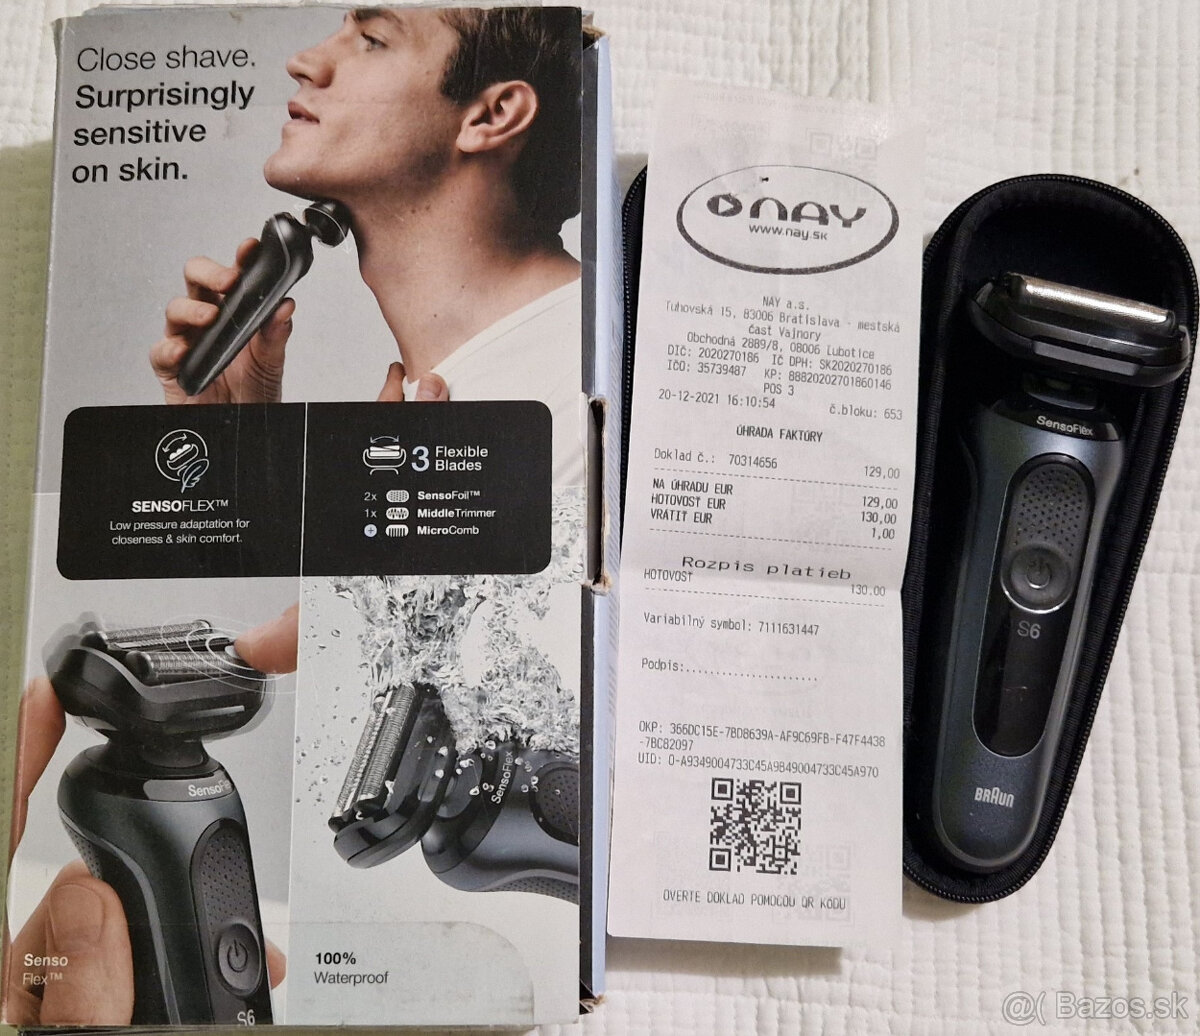 Close shave.
Surprisingly
sensitive
on skin.
SENSOFLEX™
Low pressure adaptation for
closeness & skin comfort.
3 Flexible
Blades
2x SensoFoil™
1x MiddleTrimmer
MicroComb
SensoFlex
S6
Senso
Flex™
SensoFlex
100%
Waterproof
NAY
www.nay.sk
NAY a.s.
Ťuhovská 15, 83006 Bratislava - mestská
časť Vajnory
Obchodná 2889/8, 08006 Ľubotice
DIČ: 2020270186 IČ DPH: SK2020270186
IČO: 35739487 KP: 88820202701860146
POS 3
20-12-2021 16:10:54 č.bloku: 653
ÚHRADA FAKTÚRY
Doklad č.: 70314656 129,00
NA ÚHRADU EUR 129,00
HOTOVOSŤ EUR 130,00
VRÁTIŤ EUR 1,00
Rozpis platieb
HOTOVOSŤ 130.00
Variabilný symbol: 7111631447
Podpis:.....................
OKP: 366DC15E-7BD8639A-AF9C69FB-F47F4438
-7BC82097
UID: O-A9349004733C45A9B49004733C45A970
OVERTE DOKLAD POMOCOU QR KÓDU
SensoFlex
S6
BRAUN
@( Bazos.sk